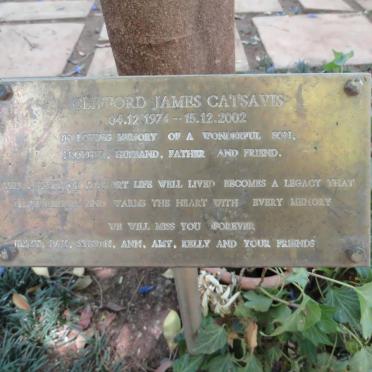 CLIFFORD JAMES CATSAVIS
04.12.1974 - 15.12.2002
IN LOVING MEMORY OF A WONDERFUL SON,
BROTHER, HUSBAND, FATHER AND FRIEND.
SHORT LIFE WELL LIVED BECOMES A LEGACY THAT
AND WARMS THE HEART WITH EVERY MEMORY
WE WILL MISS YOU FOREVER
ANN, AMY, KELLY AND YOUR FRIENDS